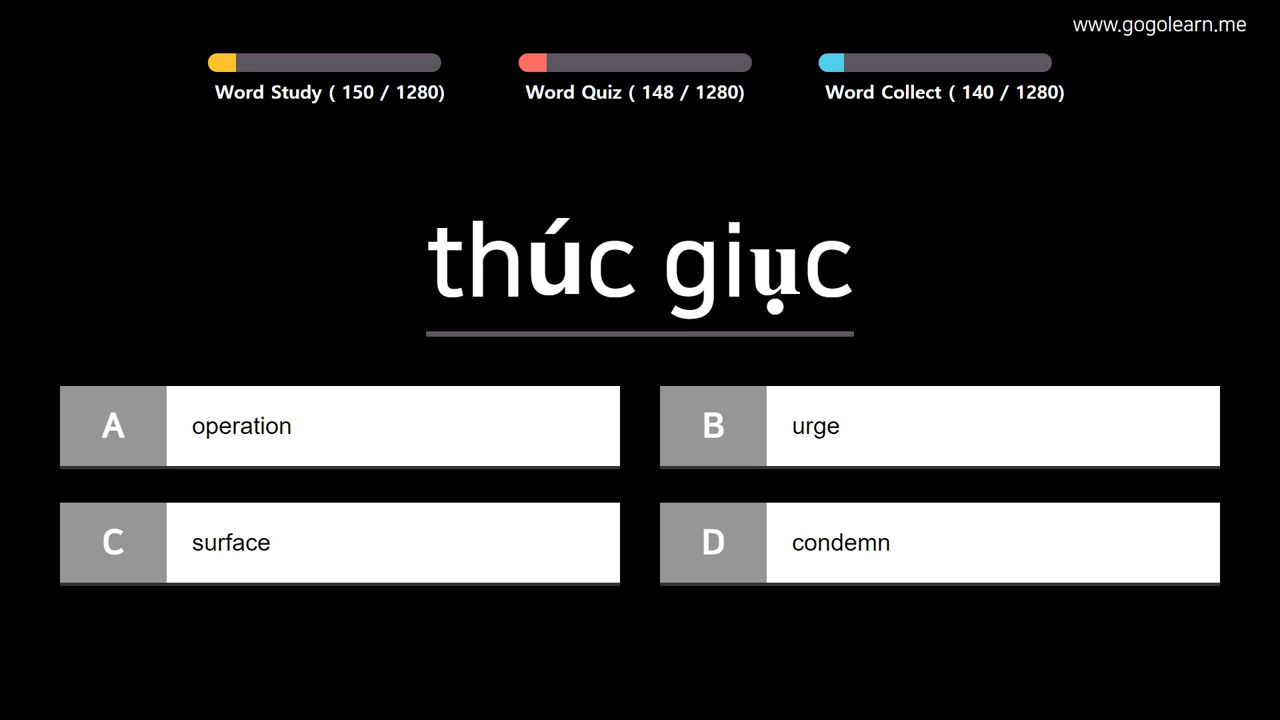 www.gogolearn.me
Word Study ( 150 / 1280)
Word Quiz ( 148 / 1280)
Word Collect ( 140 / 1280)
thúc giục
A operation
B urge
C surface
D condemn